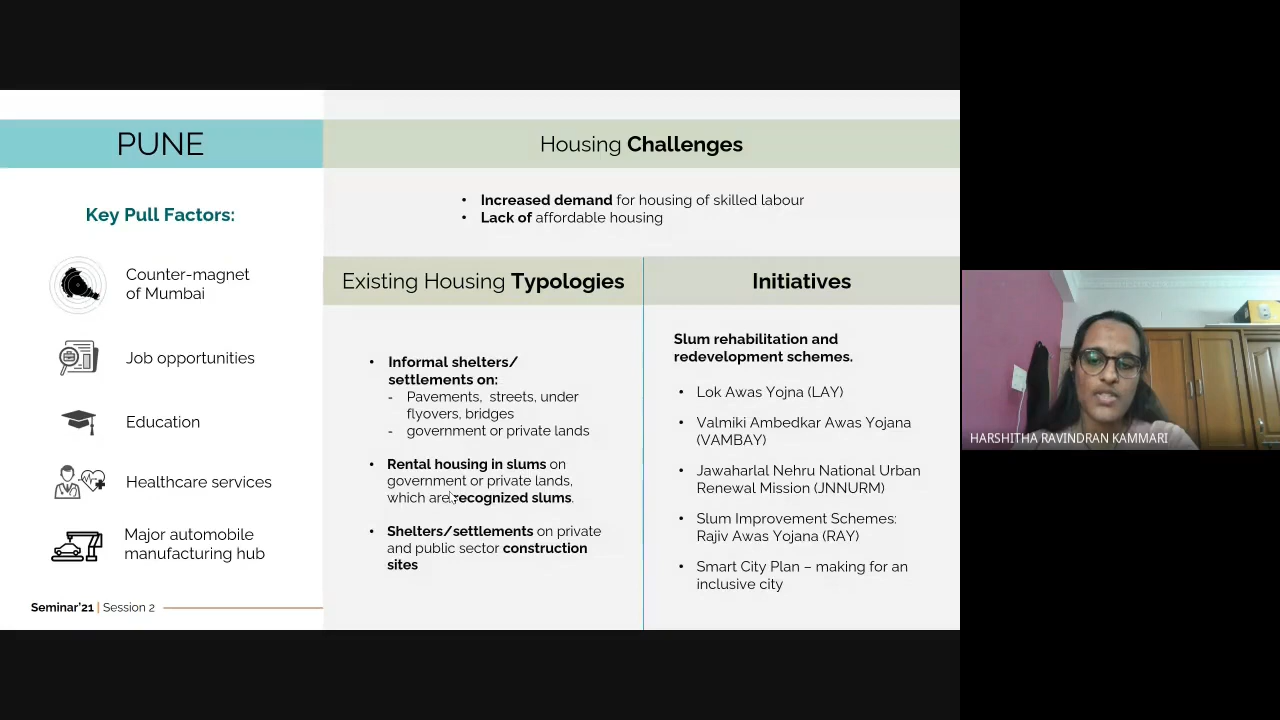 PUNE
Key Pull Factors:
Counter-magnet
of Mumbai
Job opportunities
Education
Healthcare services
Major automobile
manufacturing hub
Seminar'21 | Session 2
Housing Challenges
• Increased demand for housing of skilled labour
• Lack of affordable housing
Existing Housing Typologies
• Informal shelters/
settlements on:
- Pavements, streets, under
flyovers, bridges
- government or private lands
• Rental housing in slums on
government or private lands,
which are recognized slums.
• Shelters/settlements on private
and public sector construction
sites
Initiatives
Slum rehabilitation and
redevelopment schemes.
• Lok Awas Yojna (LAY)
• Valmiki Ambedkar Awas Yojana
(VAMBAY)
• Jawaharlal Nehru National Urban
Renewal Mission (JNNURM)
• Slum Improvement Schemes:
Rajiv Awas Yojana (RAY)
• Smart City Plan – making for an
inclusive city
HARSHITHA RAVINDRAN KAMMARI